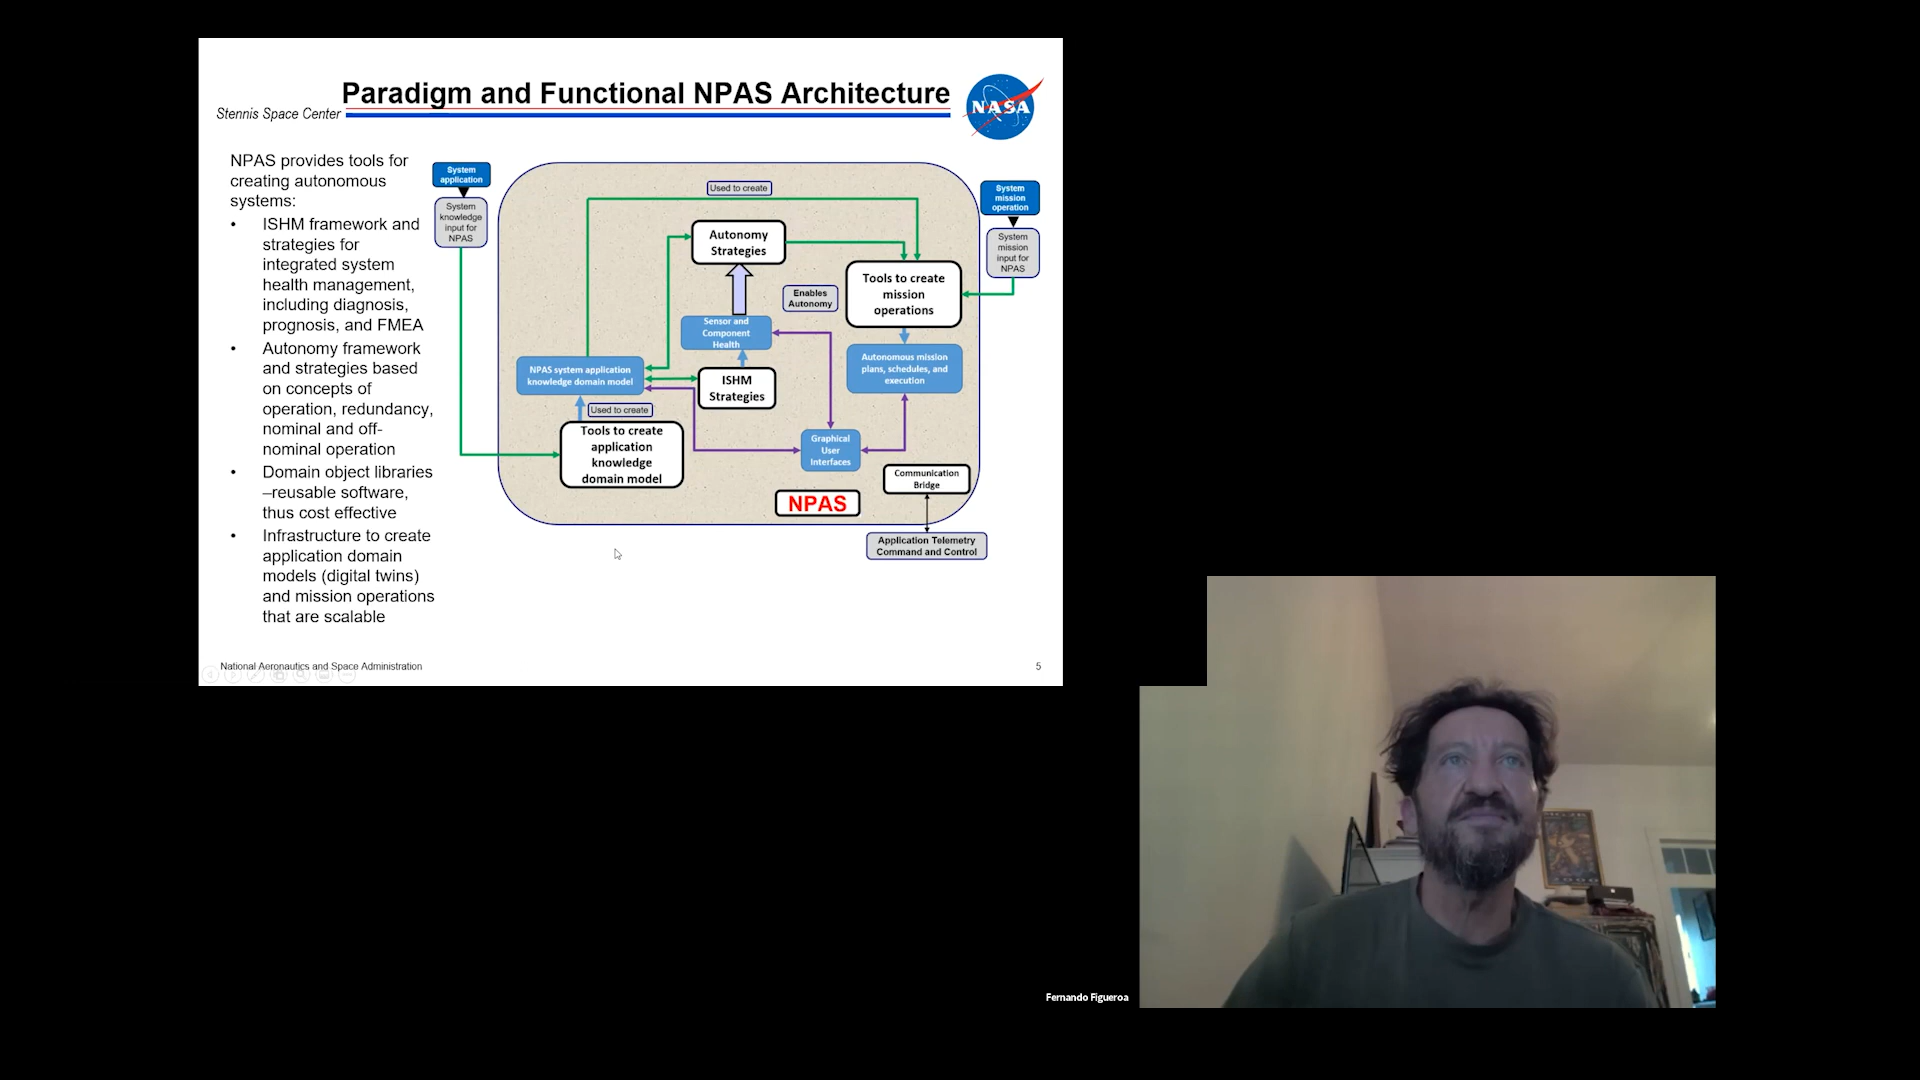 Paradigm and Functional NPAS Architecture
Stennis Space Center
NASA
NPAS provides tools for
creating autonomous
systems:
• ISHM framework and
strategies for
integrated system
health management,
including diagnosis,
prognosis, and FMEA
• Autonomy framework
and strategies based
on concepts of
operation, redundancy,
nominal and off-
nominal operation
• Domain object libraries
–reusable software,
thus cost effective
• Infrastructure to create
application domain
models (digital twins)
and mission operations
that are scalable
System
application
System
knowledge
input for
NPAS
Used to create
Autonomy
Strategies
Enables
Autonomy
Tools to create
mission
operations
System
mission
operation
System
mission
input for
NPAS
Sensor and
Component
Health
NPAS system application
knowledge domain model
ISHM
Strategies
Autonomous mission
plans, schedules, and
execution
Used to create
Tools to create
application
knowledge
domain model
Graphical
User
Interfaces
Communication
Bridge
NPAS
Application Telemetry
Command and Control
National Aeronautics and Space Administration
5
Fernando Figueroa